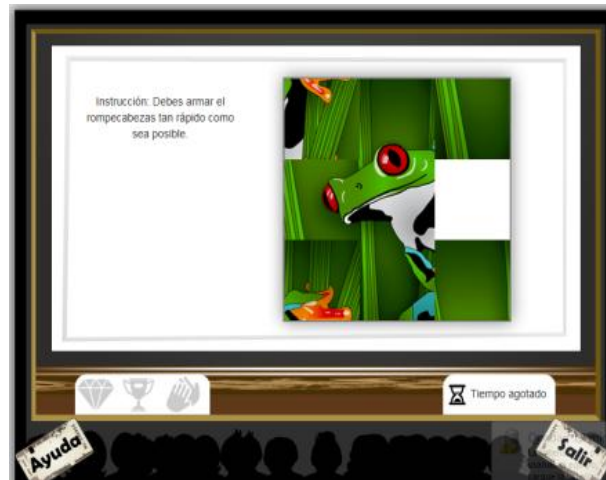 Instrucción: Debes armar el
rompecabezas tan rápido como
sea posible.
Tiempo agotado
Ayuda
Salir